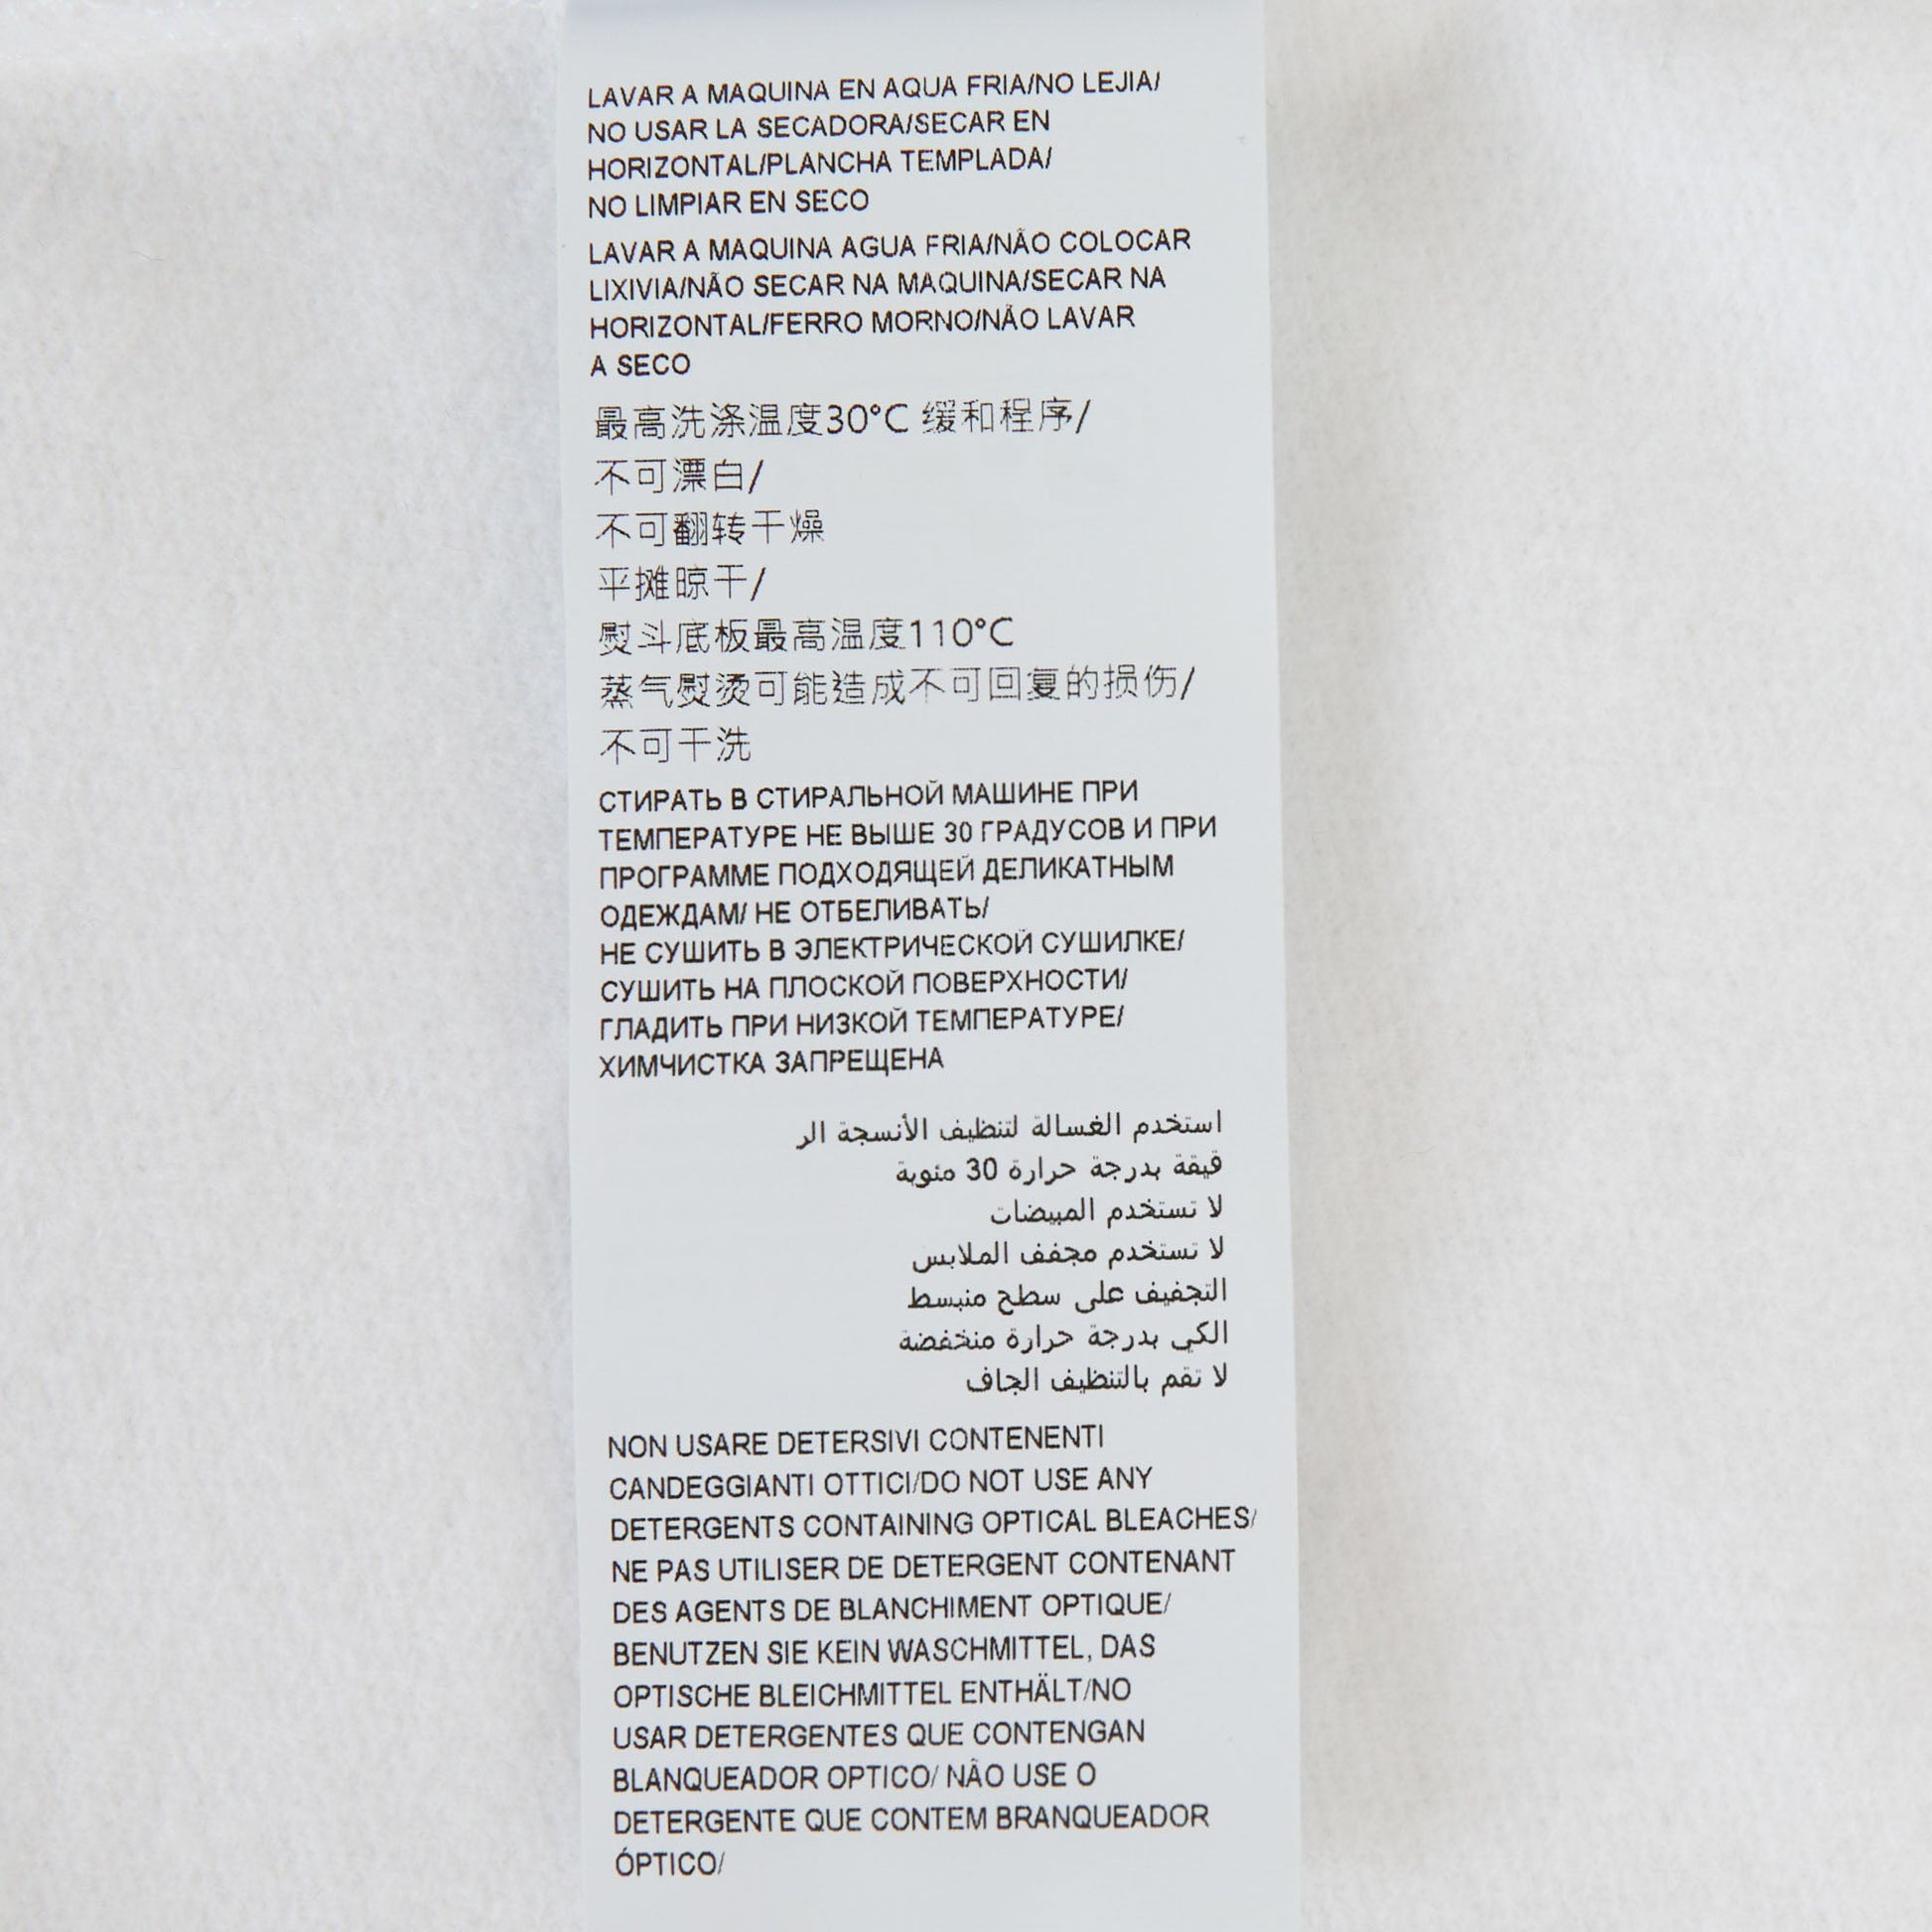 LAVAR A MAQUINA EN AQUA FRIA/NO LEJIA/
NO USAR LA SECADORA/SECAR EN
HORIZONTAL/PLANCHA TEMPLADA/
NO LIMPIAR EN SECO
LAVAR A MAQUINA AGUA FRIA/NÃO COLOCAR
LIXIVIA/NÃO SECAR NA MAQUINA/SECAR NA
HORIZONTAL/FERRO MORNO/NÃO LAVAR
A SECO
最高洗涤温度30°C 缓和程序/
不可漂白/
不可翻转干燥
平摊晾干/
熨斗底板最高温度110°C
蒸气熨烫可能造成不可回复的损伤/
不可干洗
СТИРАТЬ В СТИРАЛЬНОЙ МАШИНЕ ПРИ
ТЕМПЕРАТУРЕ НЕ ВЫШЕ 30 ГРАДУСОВ И ПРИ
ПРОГРАММЕ ПОДХОДЯЩЕЙ ДЕЛИКАТНЫМ
ОДЕЖДАМ/ НЕ ОТБЕЛИВАТЬ/
НЕ СУШИТЬ В ЭЛЕКТРИЧЕСКОЙ СУШИЛКЕ/
СУШИТЬ НА ПЛОСКОЙ ПОВЕРХНОСТИ/
ГЛАДИТЬ ПРИ НИЗКОЙ ТЕМПЕРАТУРЕ/
ХИМЧИСТКА ЗАПРЕЩЕНА
استخدم الغسالة لتنظيف الأنسجة الر
قيقة بدرجة حرارة 30 مئوية
لا تستخدم المبيضات
لا تستخدم مجفف الملابس
التجفيف على سطح منبسط
الكي بدرجة حرارة منخفضة
لا تقم بالتنظيف الجاف
NON USARE DETERSIVI CONTENENTI
CANDEGGIANTI OTTICI/DO NOT USE ANY
DETERGENTS CONTAINING OPTICAL BLEACHES/
NE PAS UTILISER DE DETERGENT CONTENANT
DES AGENTS DE BLANCHIMENT OPTIQUE/
BENUTZEN SIE KEIN WASCHMITTEL, DAS
OPTISCHE BLEICHMITTEL ENTHÄLT/NO
USAR DETERGENTES QUE CONTENGAN
BLANQUEADOR OPTICO/ NÃO USE O
DETERGENTE QUE CONTEM BRANQUEADOR
ÓPTICO/